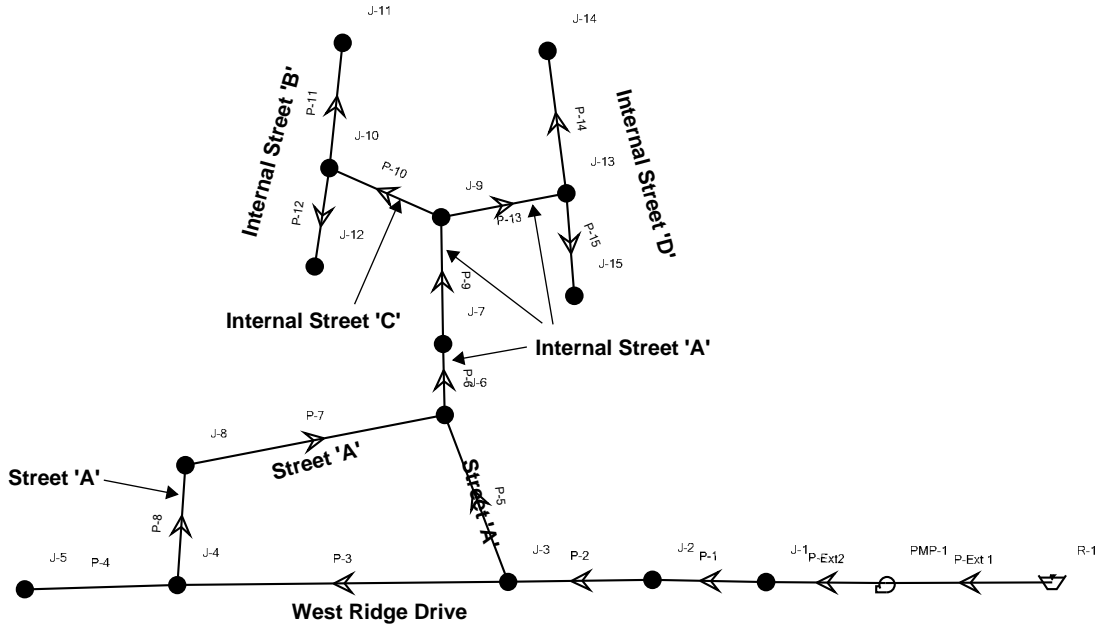 J-11
J-14
Internal Street 'B'
P-11
Internal Street 'D'
P-14
J-10
J-13
P-10
J-9
P-12
P-13
J-12
P-15
J-15
P-9
J-7
Internal Street 'C'
Internal Street 'A'
P-6
J-6
P-7
J-8
Street 'A'
Street 'A'
Street 'A'
P-5
P-8
J-5
P-4
J-4
P-3
J-3
P-2
J-2
P-1
J-1
P-Ext2
PMP-1
P-Ext 1
R-1
West Ridge Drive